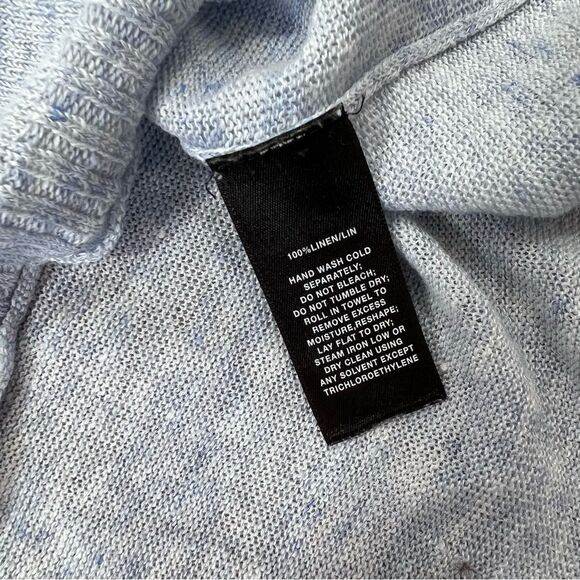 100%LINEN/LIN
HAND WASH COLD
SEPARATELY;
DO NOT BLEACH;
DO NOT TUMBLE DRY;
ROLL IN TOWEL TO
REMOVE EXCESS
MOISTURE,RESHAPE;
LAY FLAT TO DRY;
STEAM IRON LOW OR
DRY CLEAN USING
ANY SOLVENT EXCEPT
TRICHLOROETHYLENE